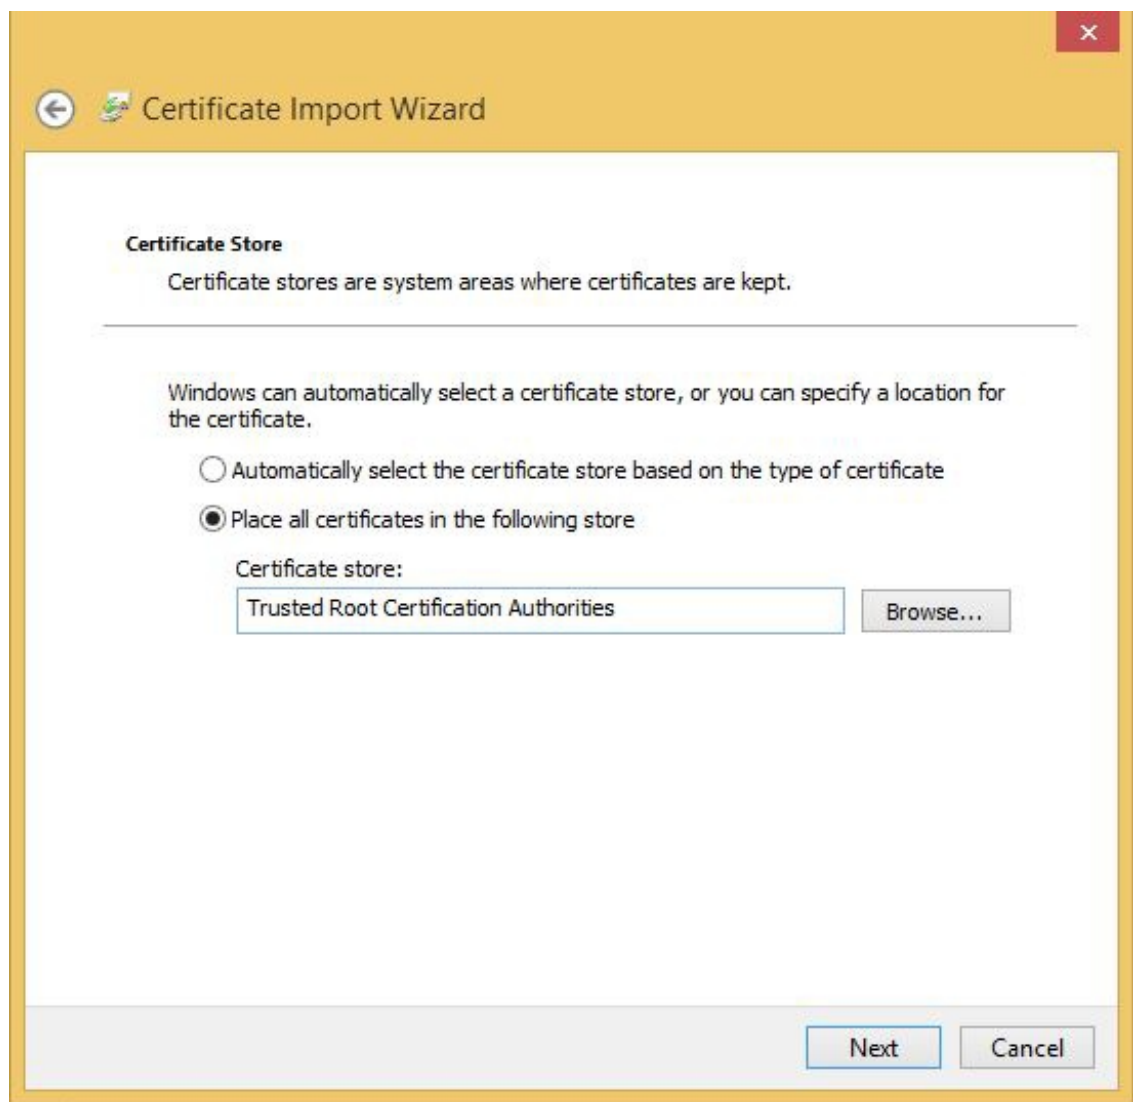 Certificate Import Wizard
Certificate Store
Certificate stores are system areas where certificates are kept.
Windows can automatically select a certificate store, or you can specify a location for
the certificate.
Automatically select the certificate store based on the type of certificate
Place all certificates in the following store
Certificate store:
Trusted Root Certification Authorities
Browse...
Next
Cancel